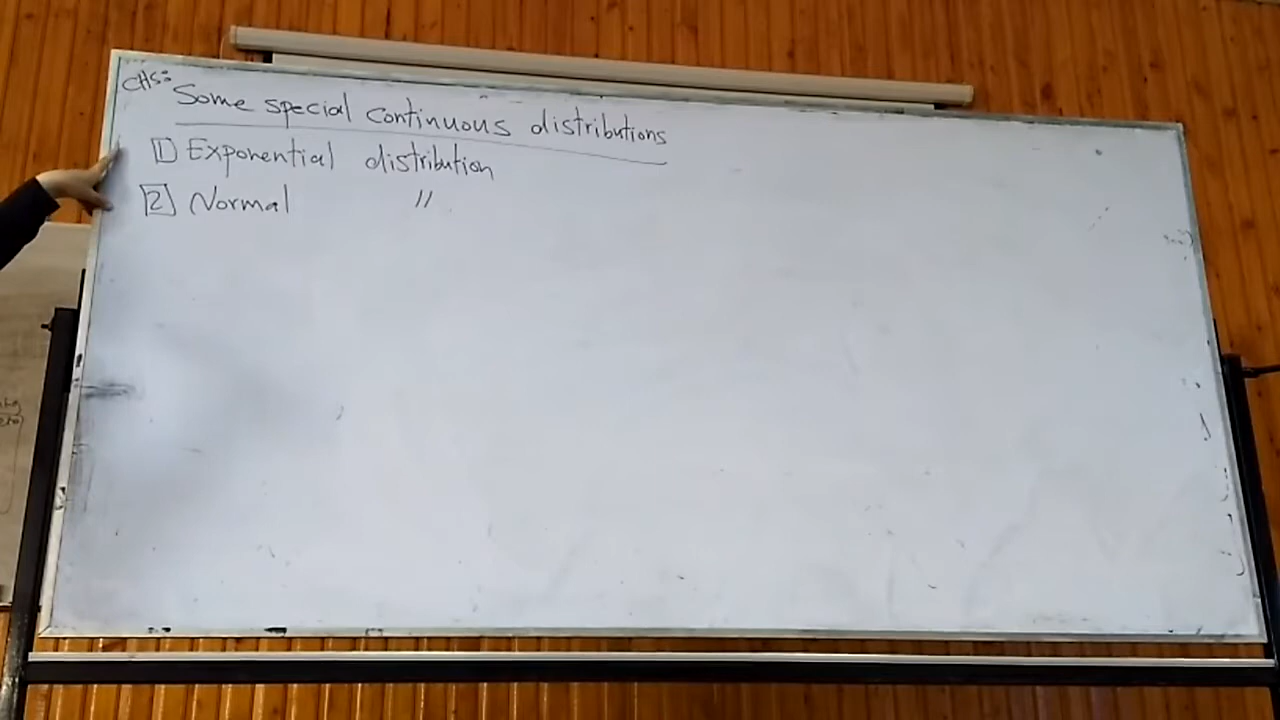 CH5: Some special continuous distributions
1 Exponential distribution
2 Normal "